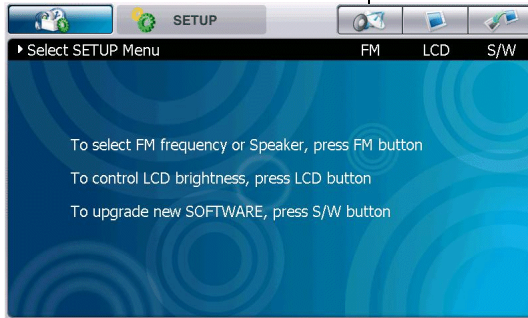 SETUP
Select SETUP Menu FM LCD S/W
To select FM frequency or Speaker, press FM button
To control LCD brightness, press LCD button
To upgrade new SOFTWARE, press S/W button